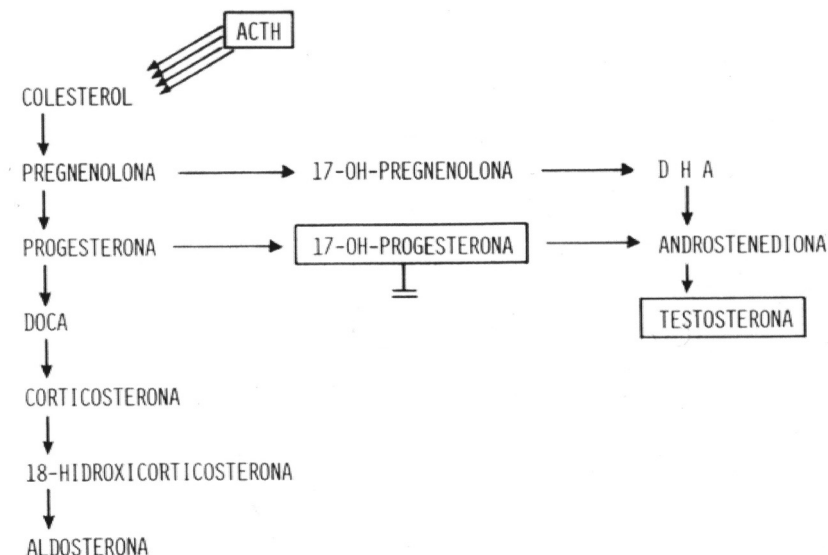 ACTH
COLESTEROL
PREGNENOLONA 17-OH-PREGNENOLONA D H A
PROGESTERONA 17-OH-PROGESTERONA ANDROSTENEDIONA
DOCA TESTOSTERONA
CORTICOSTERONA
18-HIDROXICORTICOSTERONA
ALDOSTERONA